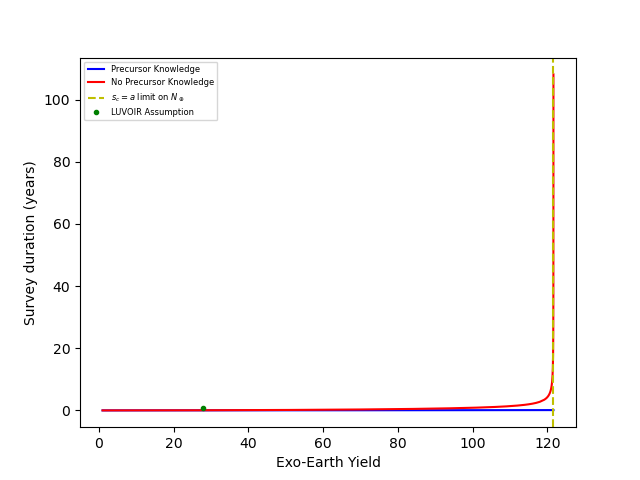 Precursor Knowledge
No Precursor Knowledge
s_c = a limit on N_⊕
LUVOIR Assumption
100
80
60
40
20
0
Survey duration (years)
0 20 40 60 80 100 120
Exo-Earth Yield